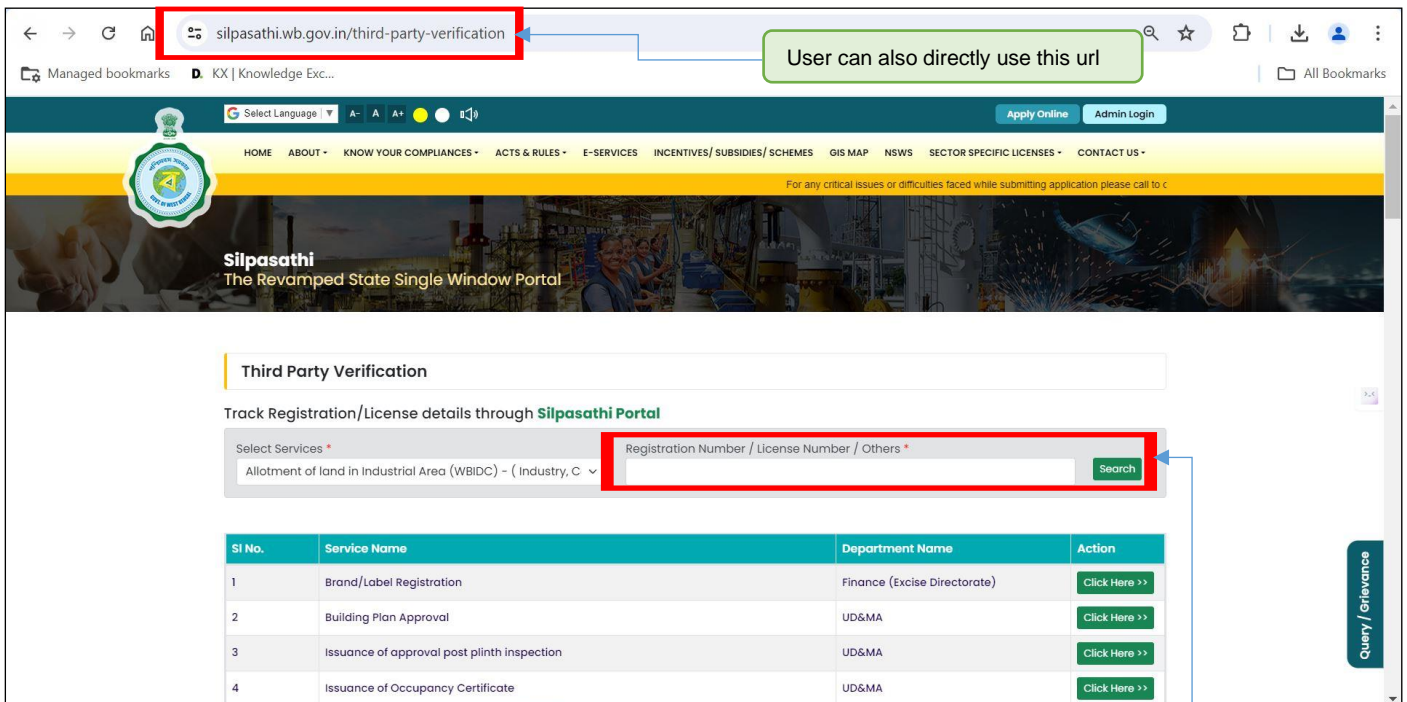 silpasathi.wb.gov.in/third-party-verification
User can also directly use this url
Managed bookmarks D. KX | Knowledge Exc... All Bookmarks
G Select Language ▼ A- A A+ Apply Online Admin Login
HOME ABOUT KNOW YOUR COMPLIANCES ACTS & RULES E-SERVICES INCENTIVES/ SUBSIDIES/ SCHEMES GIS MAP NSWS SECTOR SPECIFIC LICENSES CONTACT US
For any critical issues or difficulties faced while submitting application please call to c
Silpasathi
The Revamped State Single Window Portal
Third Party Verification
Track Registration/License details through Silpasathi Portal
Select Services * Registration Number / License Number / Others *
Allotment of land in Industrial Area (WBIDC) - ( Industry, C Search
Sl No. Service Name Department Name Action
1 Brand/Label Registration Finance (Excise Directorate) Click Here >>
2 Building Plan Approval UD&MA Click Here >>
3 Issuance of approval post plinth inspection UD&MA Click Here >>
4 Issuance of Occupancy Certificate UD&MA Click Here >>
Query / Grievance